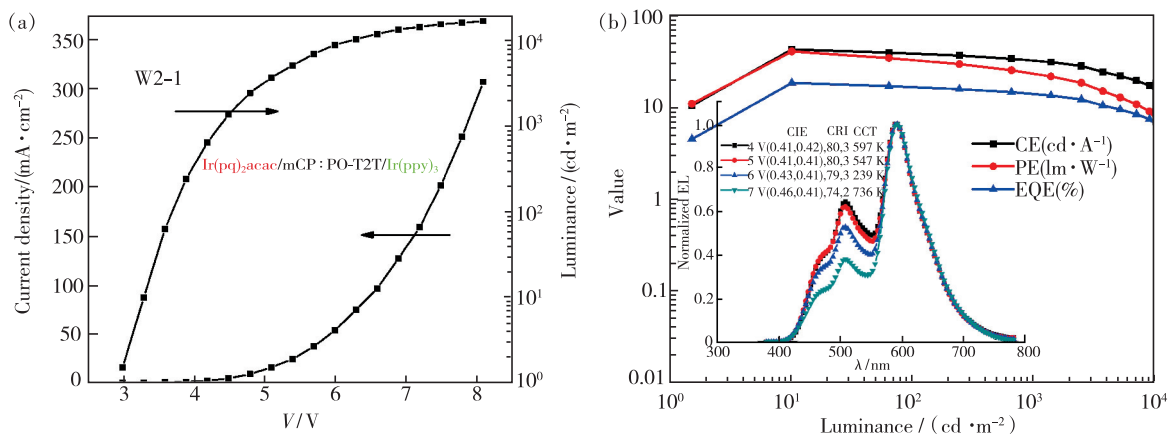 (a)
350
300
250
200
150
100
50
0
Current density/(mA·cm⁻²)
W2-1
Ir(pq)₂acac/mCP:PO-T2T/Ir(ppy)₃
10⁴
10³
10²
10¹
10⁰
Luminance/(cd·m⁻²)
3 4 5 6 7 8
V/V
(b)
100
10
1
0.1
0.01
Value
CE(cd·A⁻¹)
PE(lm·W⁻¹)
EQE(%)
CIE CRI CCT
4 V(0.41,0.42),80,3 597 K
5 V(0.41,0.41),80,3 547 K
6 V(0.43,0.41),79,3 239 K
7 V(0.46,0.41),74,2 736 K
1.0
0.8
0.6
0.4
0.2
0
Normalized EL
300 400 500 600 700 800
λ/nm
10⁰ 10¹ 10² 10³ 10⁴
Luminance/(cd·m⁻²)